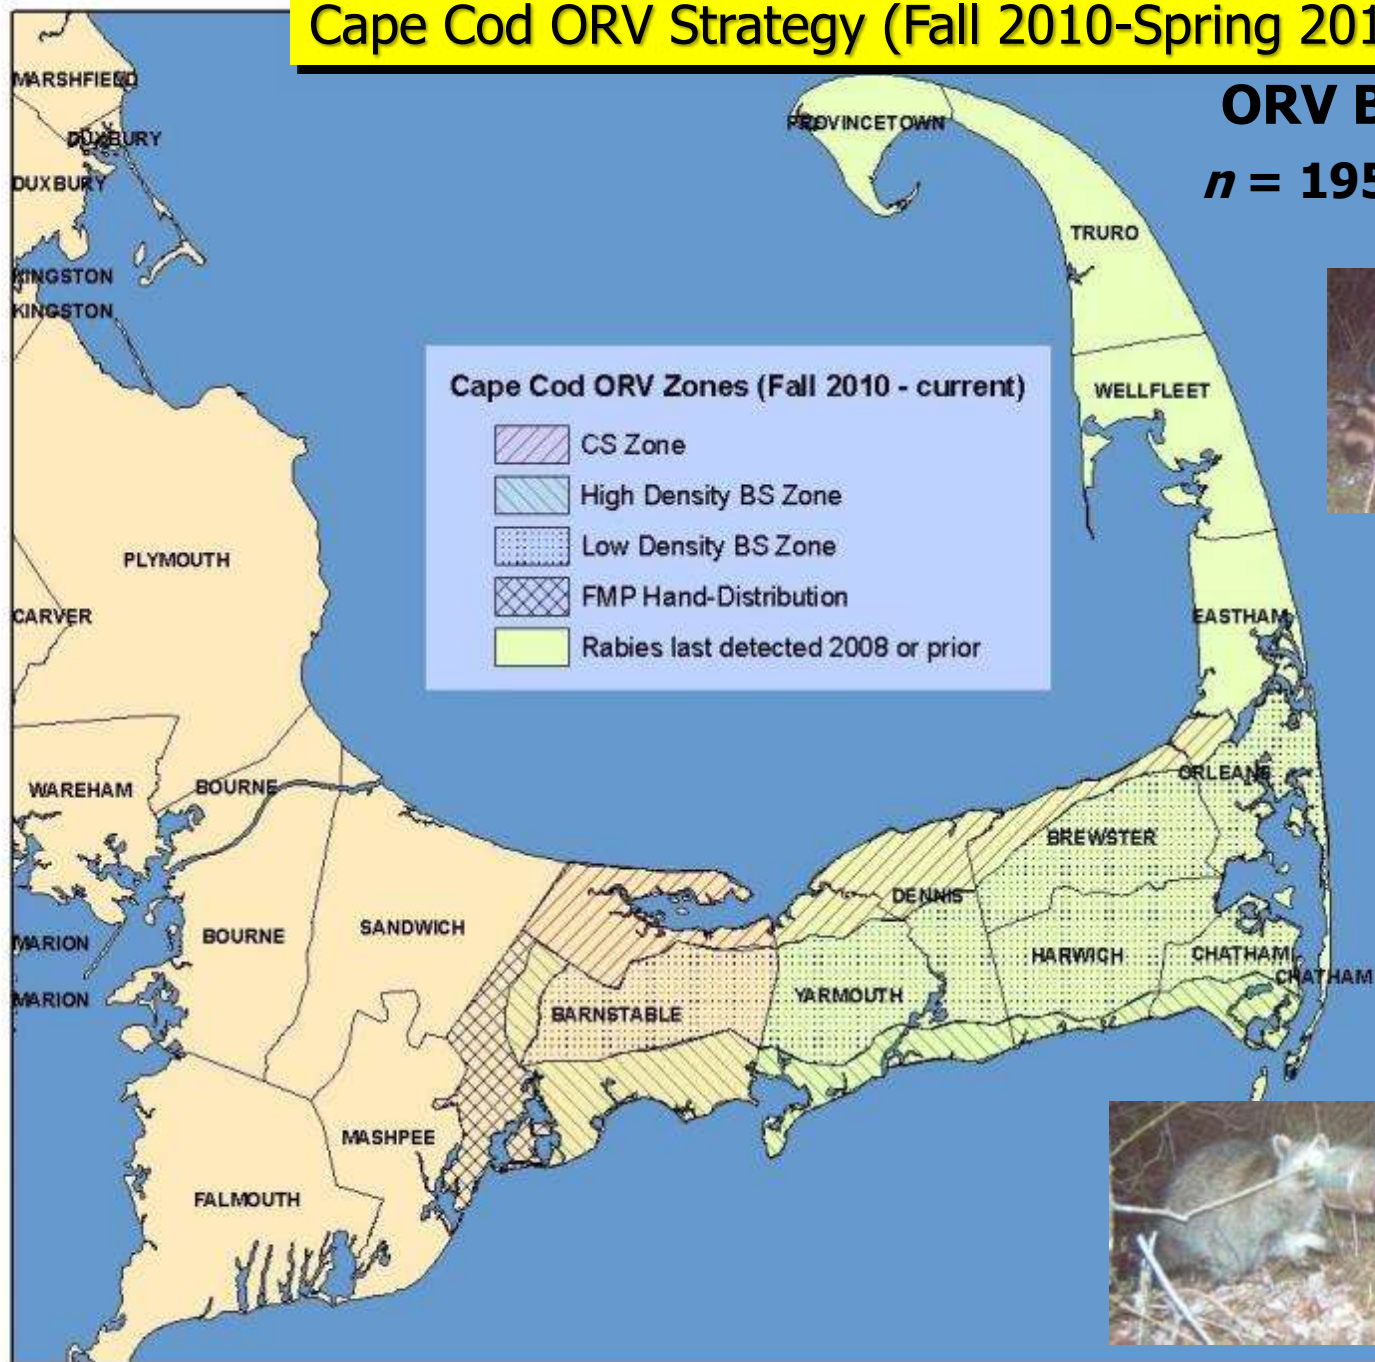 Cape Cod ORV Strategy (Fall 2010-Spring 201
ORV B
n = 195
MARSHFIELD
DUXBURY
DUXBURY
KINGSTON
KINGSTON
PROVINCETOWN
TRURO
WELLFLEET
EASTHAM
Cape Cod ORV Zones (Fall 2010 - current)
CS Zone
High Density BS Zone
Low Density BS Zone
FMP Hand-Distribution
Rabies last detected 2008 or prior
PLYMOUTH
CARVER
WAREHAM
BOURNE
ORLEANS
BREWSTER
DENNIS
SANDWICH
BOURNE
MARION
MARION
HARWICH
CHATHAM
CHATHAM
YARMOUTH
BARNSTABLE
MASHPEE
FALMOUTH